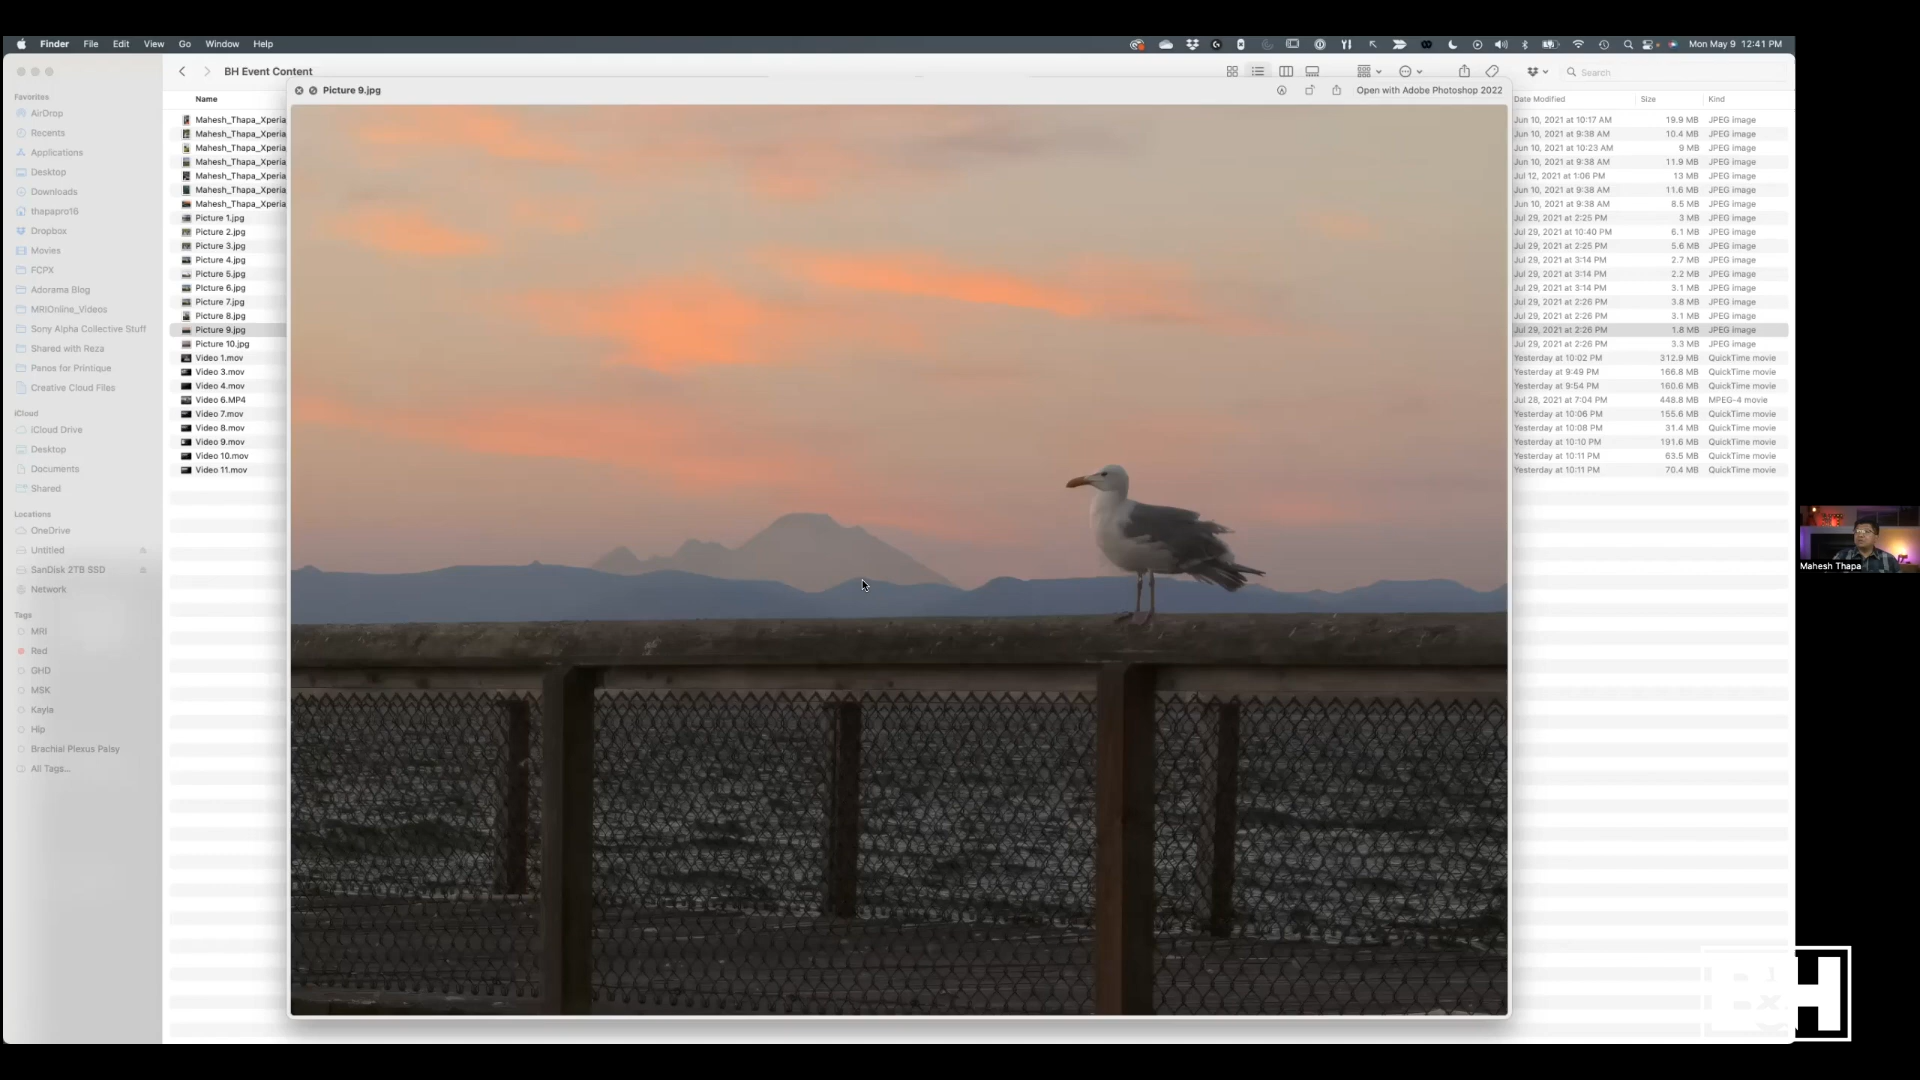 Finder File Edit View Go Window Help Mon May 9 12:41 PM
BH Event Content Search
Picture 9.jpg Open with Adobe Photoshop 2022
Favorites
AirDrop
Recents
Applications
Desktop
Downloads
thapapro16
Dropbox
Movies
FCPX
Adorama Blog
MRIOnline_Videos
Sony Alpha Collective Stuff
Shared with Reza
Panos for Printique
Creative Cloud Files
iCloud
iCloud Drive
Desktop
Documents
Shared
Locations
OneDrive
Untitled
SanDisk 2TB SSD
Network
Tags
MRI
Red
GHD
MSK
Kayla
Hip
Brachial Plexus Palsy
All Tags...
Name Date Modified Size Kind
Mahesh_Thapa_Xperia Jun 10, 2021 at 10:17 AM 19.9 MB JPEG image
Mahesh_Thapa_Xperia Jun 10, 2021 at 9:38 AM 10.4 MB JPEG image
Mahesh_Thapa_Xperia Jun 10, 2021 at 10:23 AM 9 MB JPEG image
Mahesh_Thapa_Xperia Jun 10, 2021 at 9:38 AM 11.9 MB JPEG image
Mahesh_Thapa_Xperia Jul 12, 2021 at 1:06 PM 13 MB JPEG image
Mahesh_Thapa_Xperia Jun 10, 2021 at 9:38 AM 11.6 MB JPEG image
Mahesh_Thapa_Xperia Jun 10, 2021 at 9:38 AM 8.5 MB JPEG image
Picture 1.jpg Jul 29, 2021 at 2:25 PM 3 MB JPEG image
Picture 2.jpg Jul 29, 2021 at 10:40 PM 6.1 MB JPEG image
Picture 3.jpg Jul 29, 2021 at 2:25 PM 5.6 MB JPEG image
Picture 4.jpg Jul 29, 2021 at 3:14 PM 2.7 MB JPEG image
Picture 5.jpg Jul 29, 2021 at 3:14 PM 2.2 MB JPEG image
Picture 6.jpg Jul 29, 2021 at 3:14 PM 3.1 MB JPEG image
Picture 7.jpg Jul 29, 2021 at 2:26 PM 3.8 MB JPEG image
Picture 8.jpg Jul 29, 2021 at 2:26 PM 3.1 MB JPEG image
Picture 9.jpg Jul 29, 2021 at 2:26 PM 1.8 MB JPEG image
Picture 10.jpg Jul 29, 2021 at 2:26 PM 3.3 MB JPEG image
Video 1.mov Yesterday at 10:02 PM 312.9 MB QuickTime movie
Video 3.mov Yesterday at 9:49 PM 166.8 MB QuickTime movie
Video 4.mov Yesterday at 9:54 PM 160.6 MB QuickTime movie
Video 6.MP4 Jul 28, 2021 at 7:04 PM 448.8 MB MPEG-4 movie
Video 7.mov Yesterday at 10:06 PM 155.6 MB QuickTime movie
Video 8.mov Yesterday at 10:08 PM 31.4 MB QuickTime movie
Video 9.mov Yesterday at 10:10 PM 191.6 MB QuickTime movie
Video 10.mov Yesterday at 10:11 PM 63.5 MB QuickTime movie
Video 11.mov Yesterday at 10:11 PM 70.4 MB QuickTime movie
Mahesh Thapa
BH